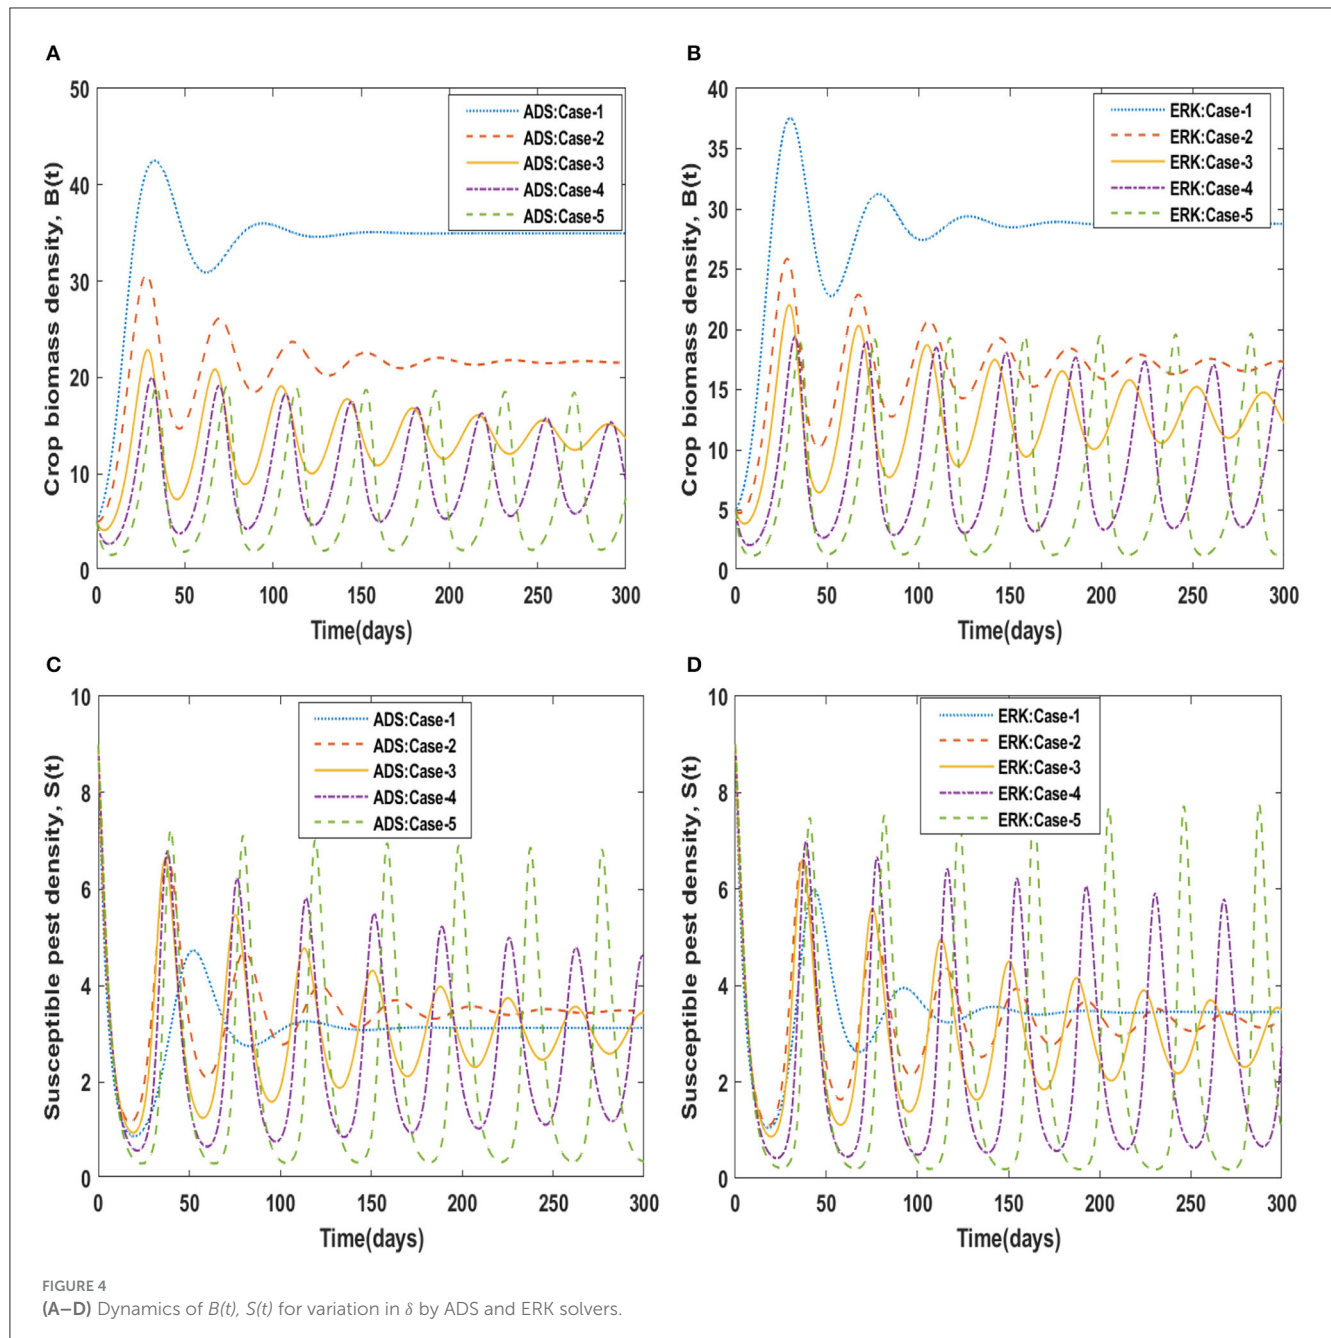 A
50
40
30
20
10
0
0 50 100 150 200 250 300
Crop biomass density, B(t)
Time(days)
ADS:Case-1
ADS:Case-2
ADS:Case-3
ADS:Case-4
ADS:Case-5
B
40
35
30
25
20
15
10
5
0
0 50 100 150 200 250 300
Crop biomass density, B(t)
Time(days)
ERK:Case-1
ERK:Case-2
ERK:Case-3
ERK:Case-4
ERK:Case-5
C
10
8
6
4
2
0
0 50 100 150 200 250 300
Susceptible pest density, S(t)
Time(days)
ADS:Case-1
ADS:Case-2
ADS:Case-3
ADS:Case-4
ADS:Case-5
D
10
8
6
4
2
0
0 50 100 150 200 250 300
Susceptible pest density, S(t)
Time(days)
ERK:Case-1
ERK:Case-2
ERK:Case-3
ERK:Case-4
ERK:Case-5
FIGURE 4
(A–D) Dynamics of B(t), S(t) for variation in δ by ADS and ERK solvers.